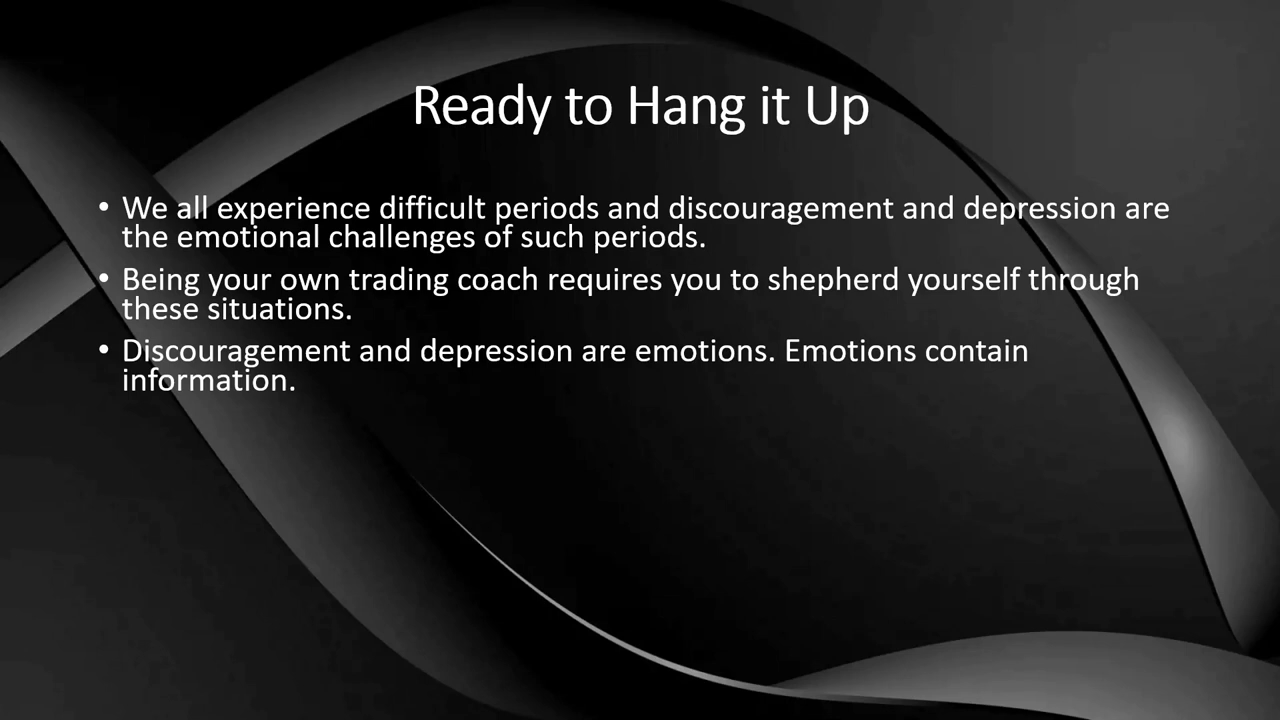 Ready to Hang it Up
• We all experience difficult periods and discouragement and depression are
the emotional challenges of such periods.
• Being your own trading coach requires you to shepherd yourself through
these situations.
• Discouragement and depression are emotions. Emotions contain
information.